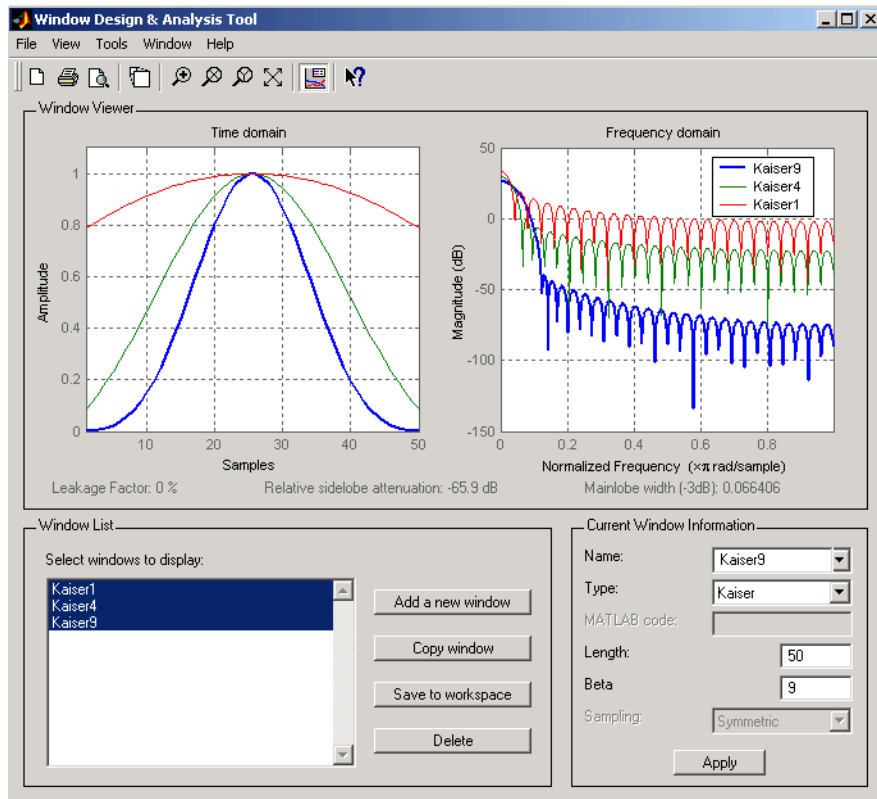 Window Design & Analysis Tool
File View Tools Window Help
Window Viewer
Time domain
Frequency domain
Amplitude
1
0.8
0.6
0.4
0.2
0
10 20 30 40 50
Samples
Magnitude (dB)
50
0
-50
-100
-150
0 0.2 0.4 0.6 0.8
Normalized Frequency (×π rad/sample)
Kaiser9
Kaiser4
Kaiser1
Leakage Factor: 0 % Relative sidelobe attenuation: -65.9 dB Mainlobe width (-3dB): 0.066406
Window List
Select windows to display:
Kaiser1
Kaiser4
Kaiser9
Add a new window
Copy window
Save to workspace
Delete
Current Window Information
Name: Kaiser9
Type: Kaiser
MATLAB code:
Length: 50
Beta 9
Sampling: Symmetric
Apply